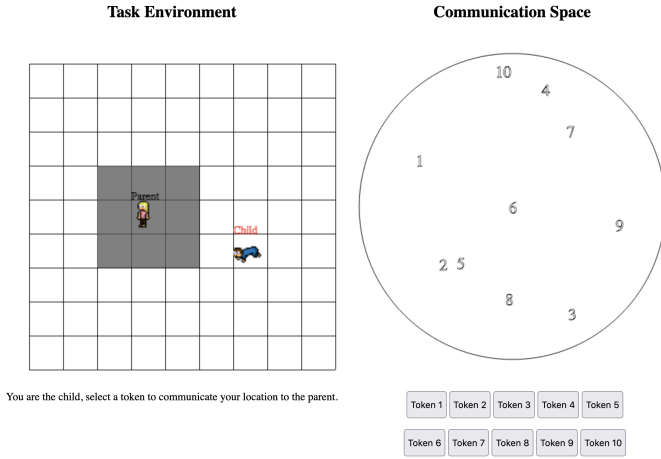 Task Environment
Communication Space
10
4
7
1
Parent
6
Child
9
2 5
8
3
You are the child, select a token to communicate your location to the parent.
Token 1 Token 2 Token 3 Token 4 Token 5
Token 6 Token 7 Token 8 Token 9 Token 10